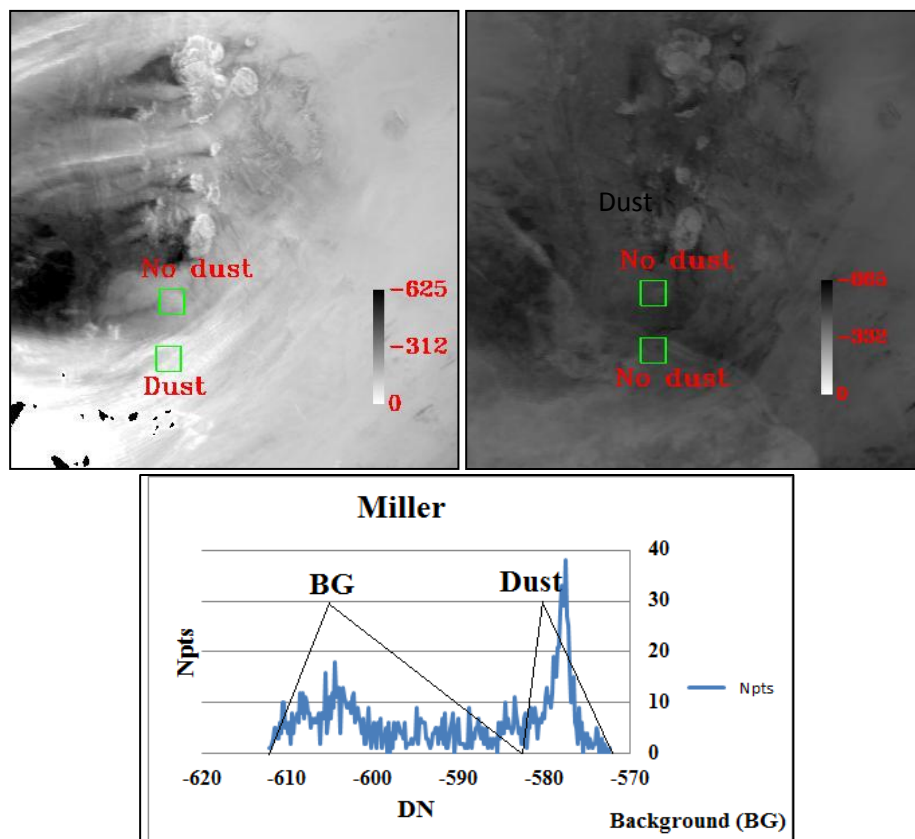 No dust
Dust
-625
-312
0
Dust
No dust
No dust
-665
-332
0
Miller
BG
Dust
Npts
40
30
20
10
0
Npts
-620
-610
-600
-590
-580
-570
DN
Background (BG)